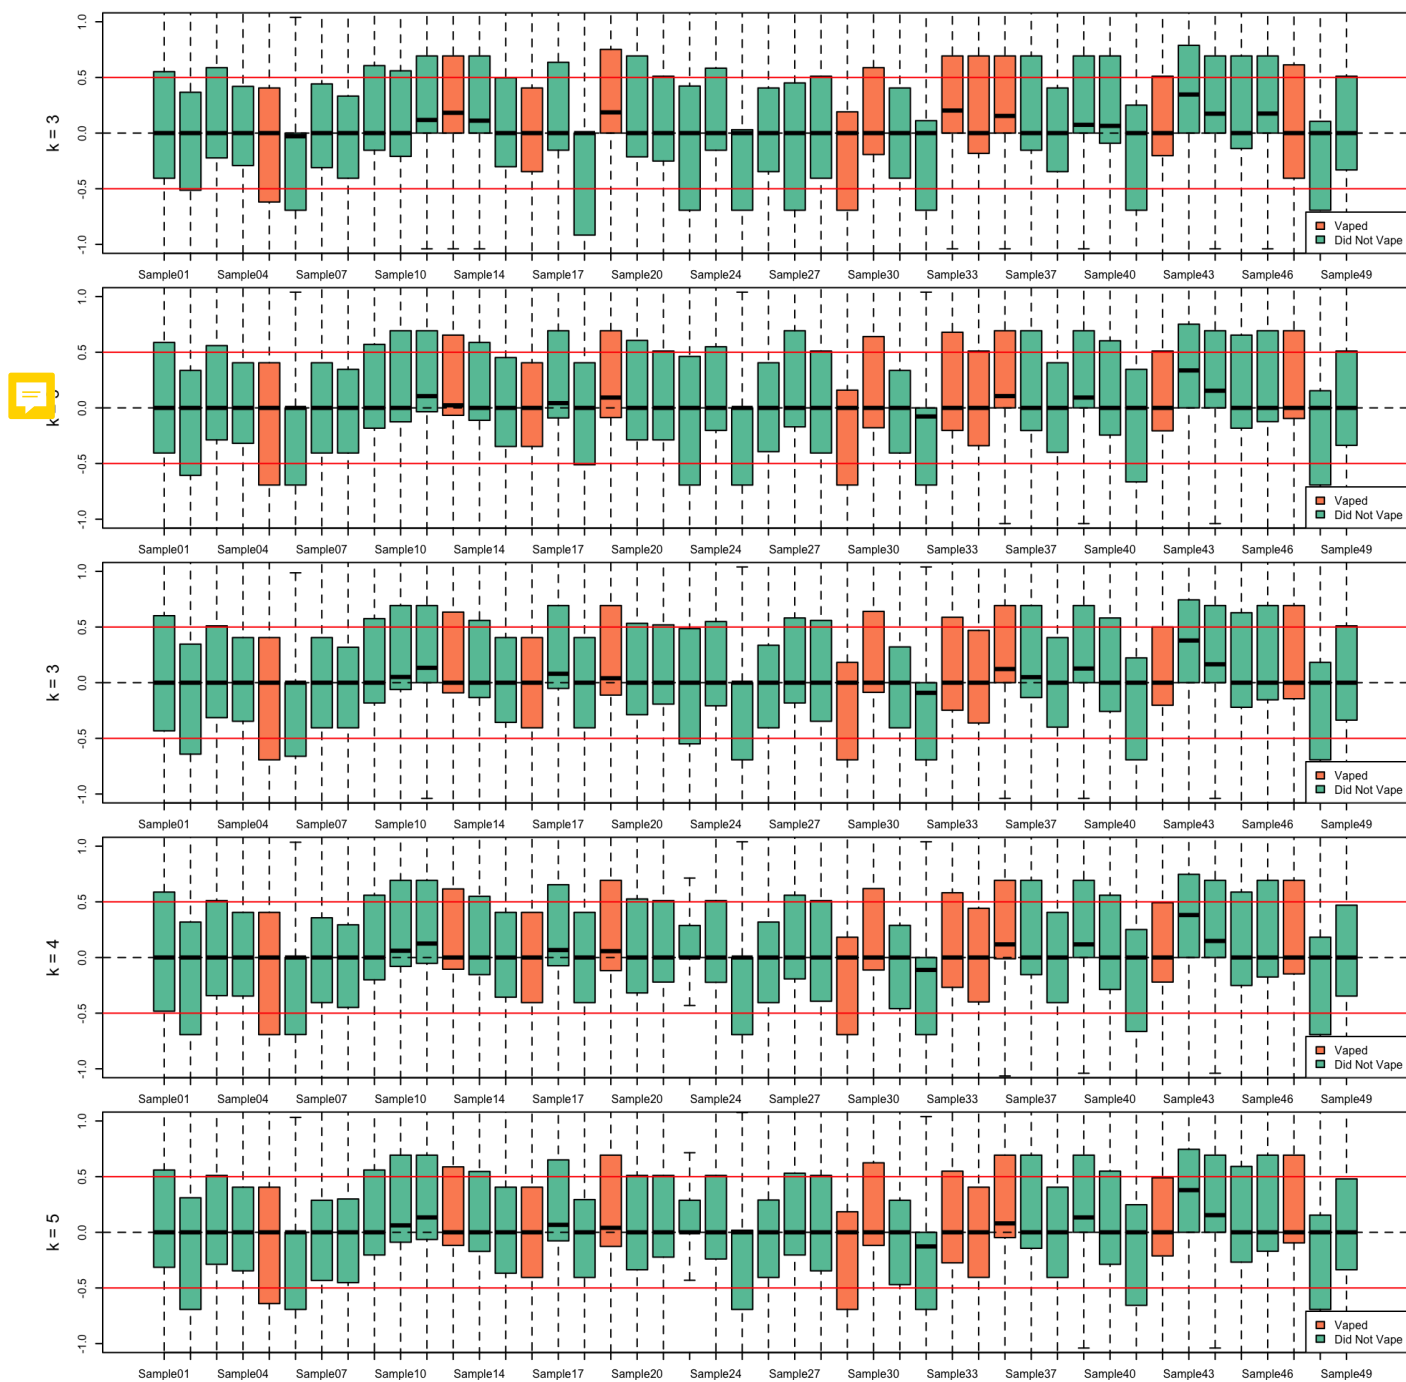 1.0
0.5
0.0
-0.5
-1.0
k = 3
Vaped
Did Not Vape
Sample01 Sample04 Sample07 Sample10 Sample14 Sample17 Sample20 Sample24 Sample27 Sample30 Sample33 Sample37 Sample40 Sample43 Sample46 Sample49
1.0
0.5
0.0
-0.5
-1.0
Vaped
Did Not Vape
Sample01 Sample04 Sample07 Sample10 Sample14 Sample17 Sample20 Sample24 Sample27 Sample30 Sample33 Sample37 Sample40 Sample43 Sample46 Sample49
1.0
0.5
0.0
-0.5
-1.0
k = 3
Vaped
Did Not Vape
Sample01 Sample04 Sample07 Sample10 Sample14 Sample17 Sample20 Sample24 Sample27 Sample30 Sample33 Sample37 Sample40 Sample43 Sample46 Sample49
1.0
0.5
0.0
-0.5
-1.0
k = 4
Vaped
Did Not Vape
Sample01 Sample04 Sample07 Sample10 Sample14 Sample17 Sample20 Sample24 Sample27 Sample30 Sample33 Sample37 Sample40 Sample43 Sample46 Sample49
1.0
0.5
0.0
-0.5
-1.0
k = 5
Vaped
Did Not Vape
Sample01 Sample04 Sample07 Sample10 Sample14 Sample17 Sample20 Sample24 Sample27 Sample30 Sample33 Sample37 Sample40 Sample43 Sample46 Sample49